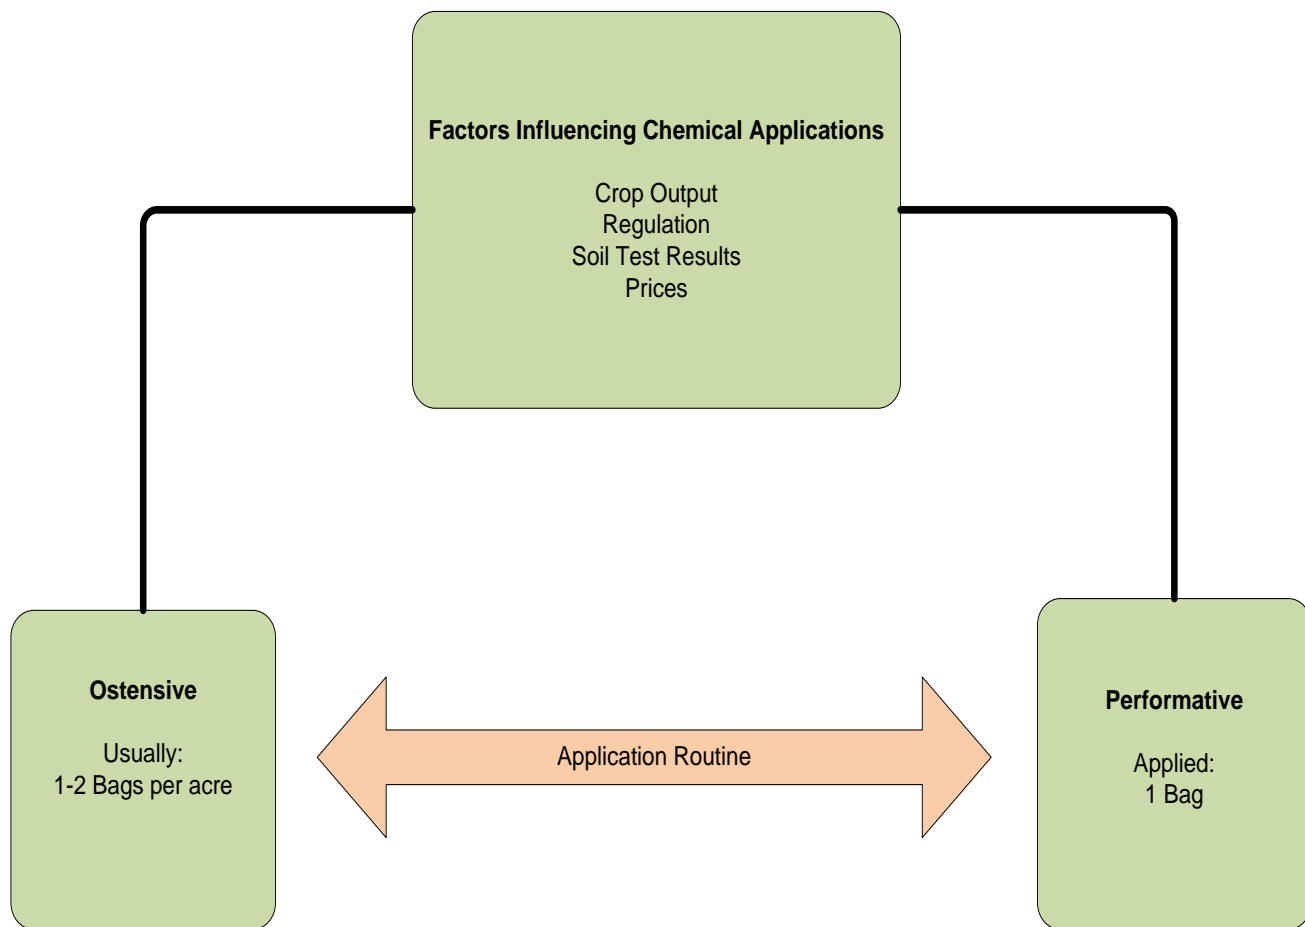 Factors Influencing Chemical Applications
Crop Output
Regulation
Soil Test Results
Prices
Ostensive
Usually:
1-2 Bags per acre
Application Routine
Performative
Applied:
1 Bag